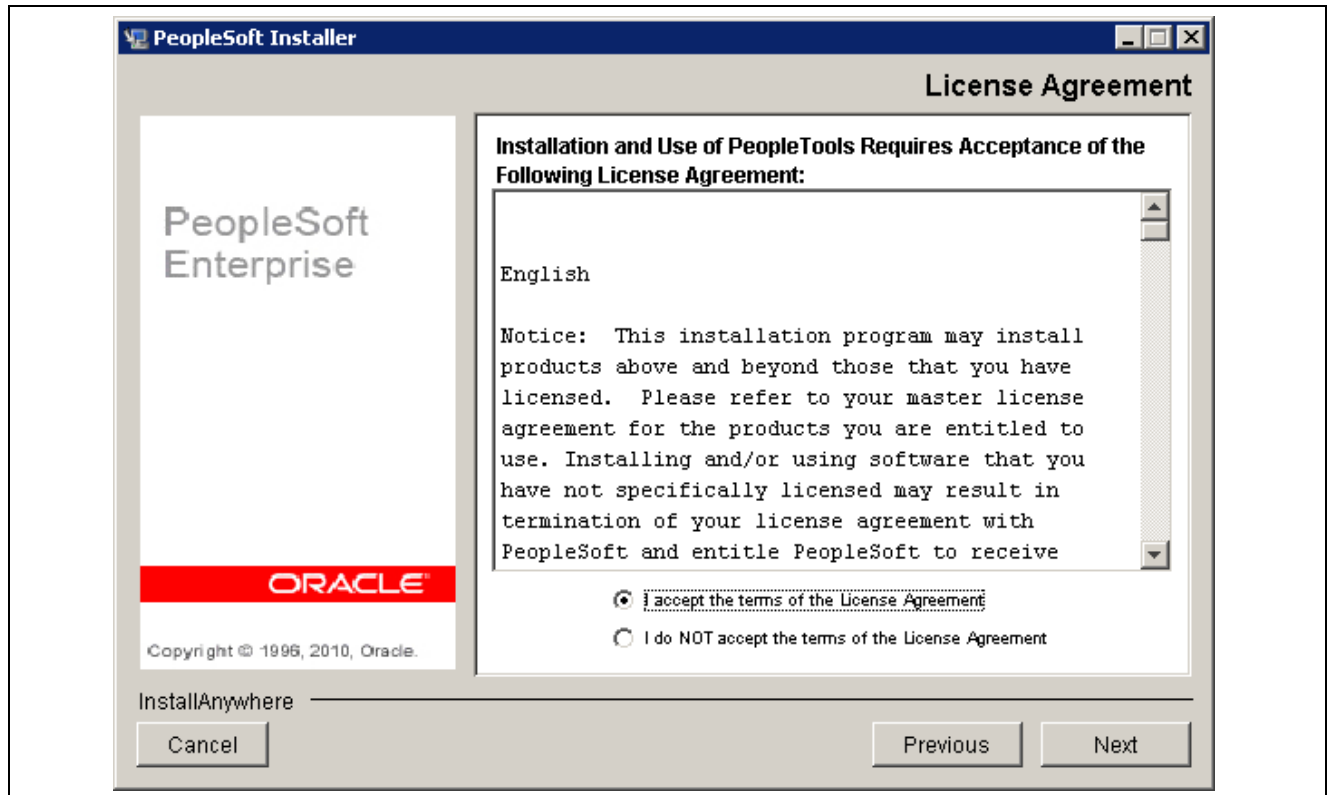 PeopleSoft Installer
License Agreement
PeopleSoft
Enterprise
ORACLE
Copyright © 1996, 2010, Oracle.
Installation and Use of PeopleTools Requires Acceptance of the
Following License Agreement:
English
Notice:  This installation program may install
products above and beyond those that you have
licensed.  Please refer to your master license
agreement for the products you are entitled to
use. Installing and/or using software that you
have not specifically licensed may result in
termination of your license agreement with
PeopleSoft and entitle PeopleSoft to receive
I accept the terms of the License Agreement
I do NOT accept the terms of the License Agreement
InstallAnywhere
Cancel
Previous
Next